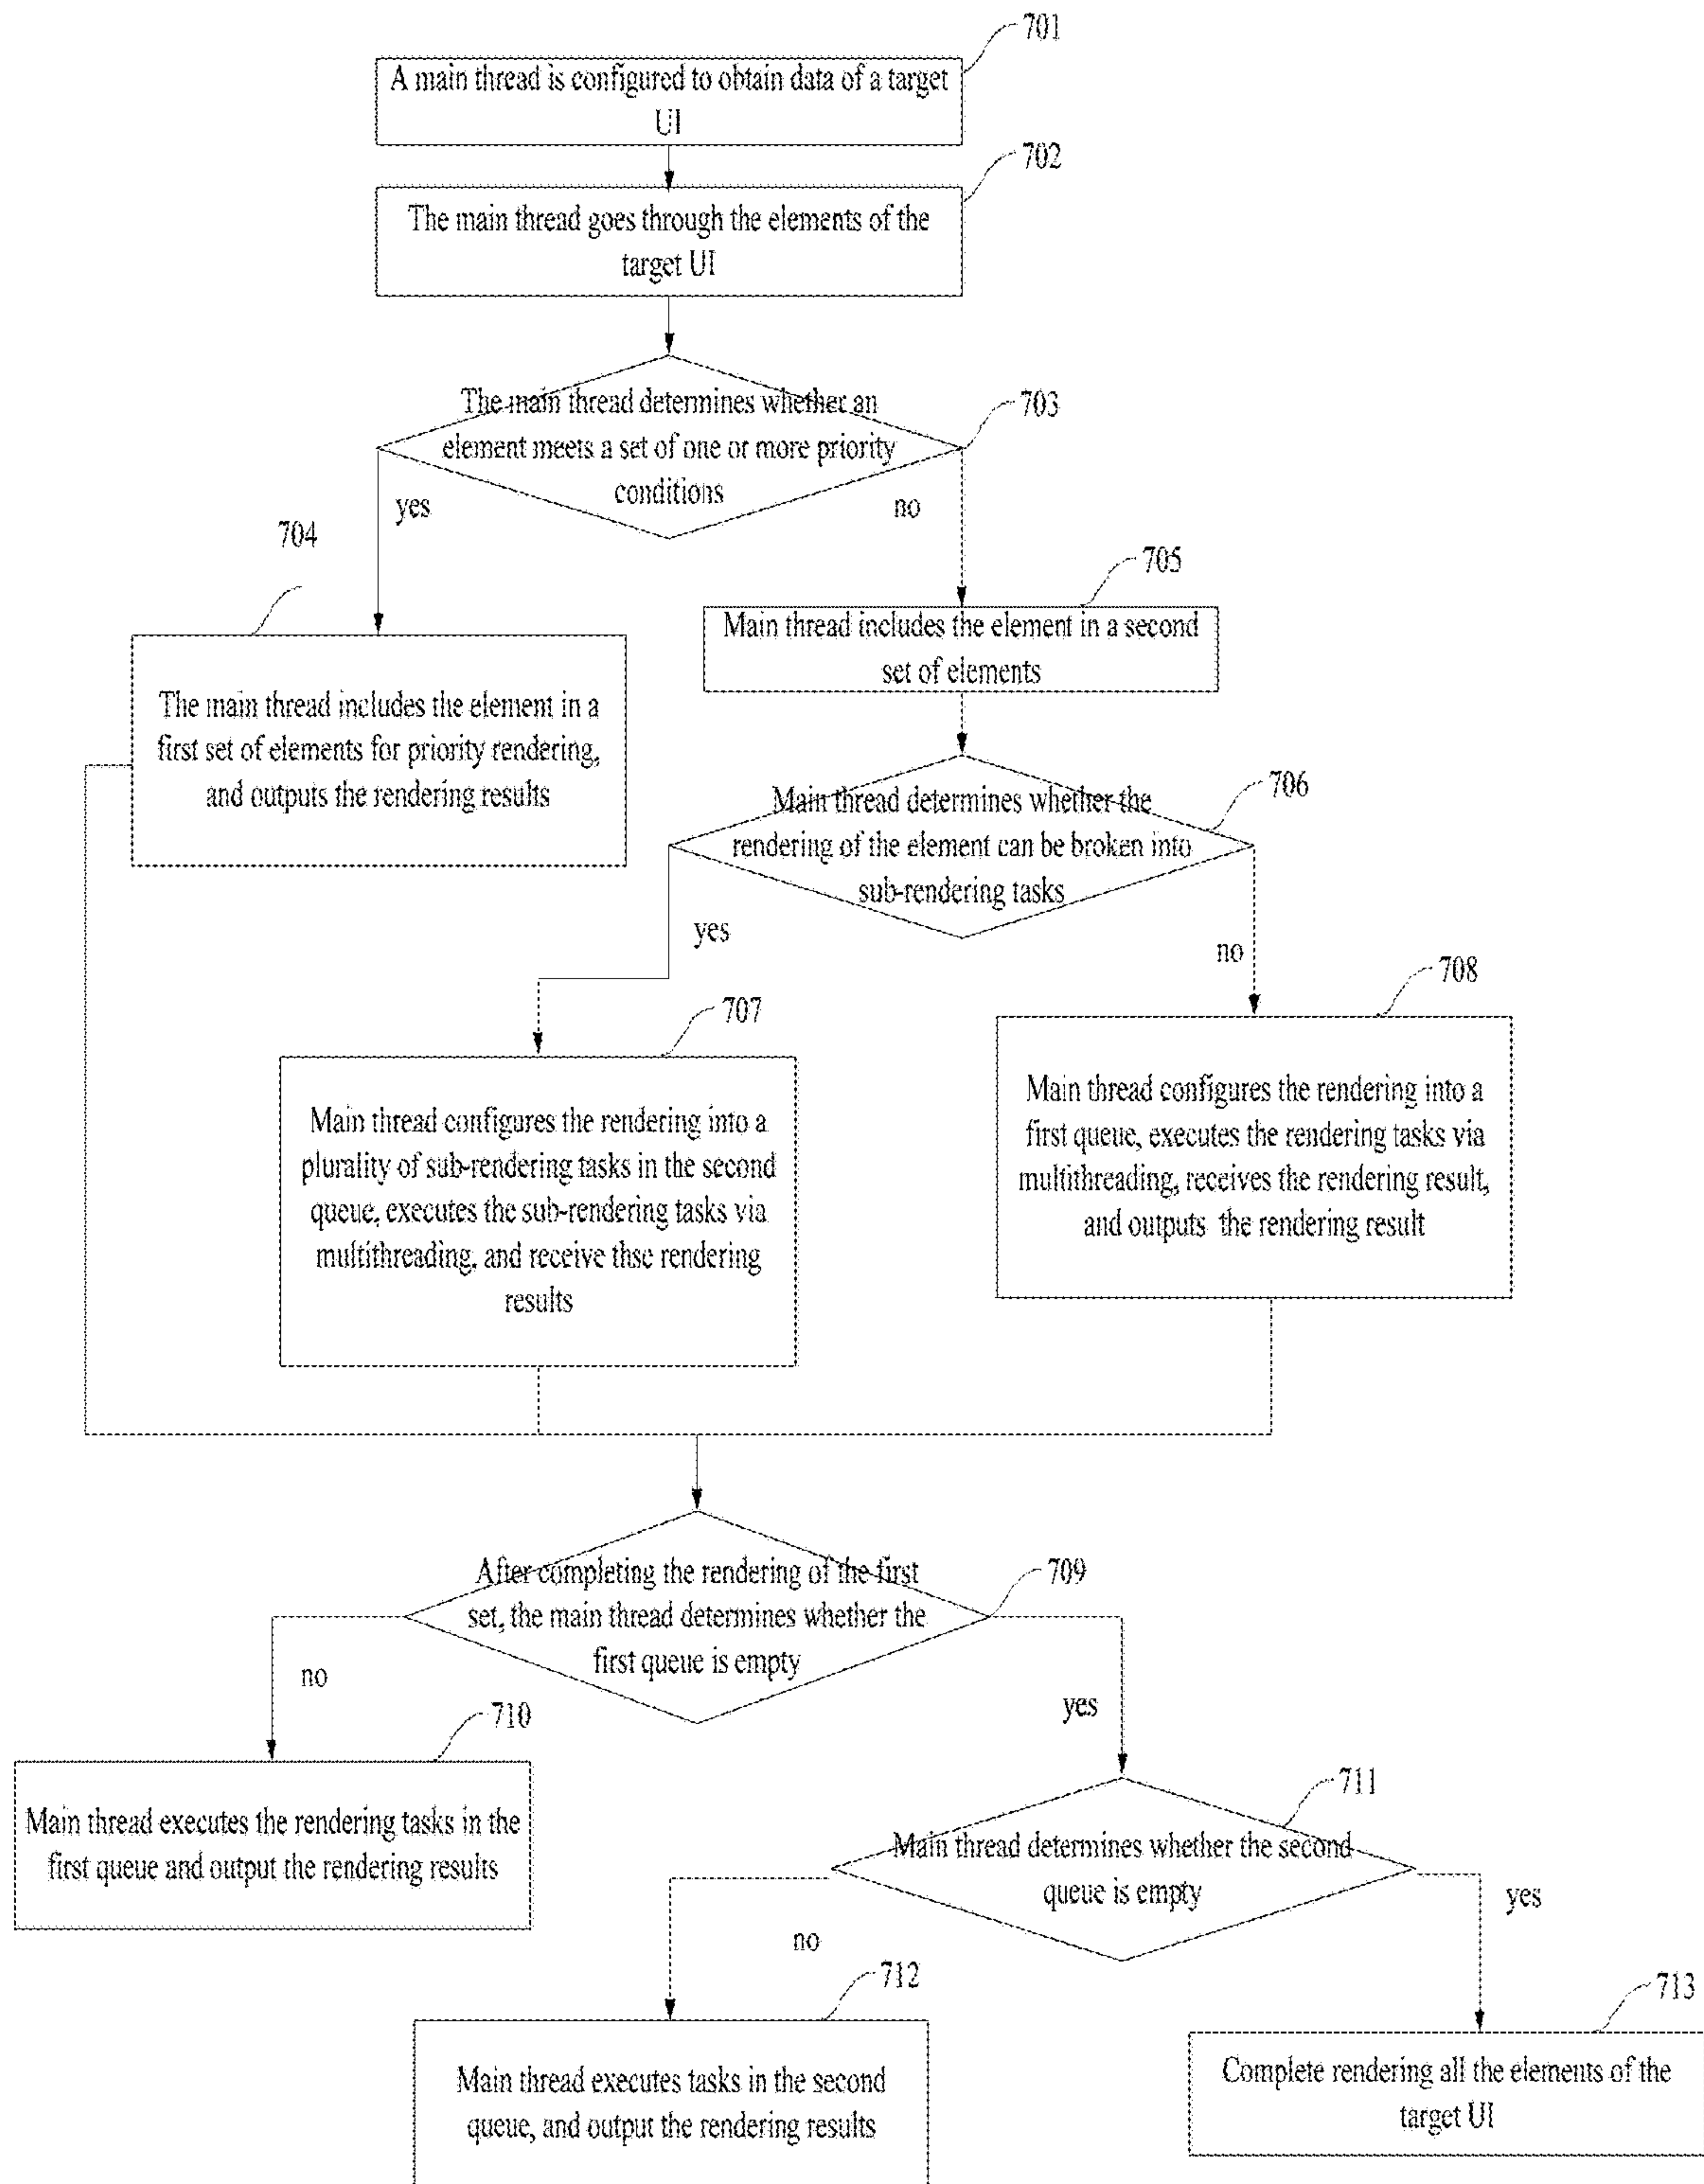 701
A main thread is configured to obtain data of a target
UI
702
The main thread goes through the elements of the
target UI
703
The main thread determines whether an
element meets a set of one or more priority
conditions
yes
no
704
705
The main thread includes the element in a
first set of elements for priority rendering,
and outputs the rendering results
Main thread includes the element in a second
set of elements
706
Main thread determines whether the
rendering of the element can be broken into
sub-rendering tasks
yes
no
707
708
Main thread configures the rendering into a
plurality of sub-rendering tasks in the second
queue, executes the sub-rendering tasks via
multithreading, and receive thse rendering
results
Main thread configures the rendering into a
first queue, executes the rendering tasks via
multithreading, receives the rendering result,
and outputs the rendering result
709
After completing the rendering of the first
set, the main thread determines whether the
first queue is empty
no
yes
710
Main thread executes the rendering tasks in the
first queue and output the rendering results
711
Main thread determines whether the second
queue is empty
no
yes
712
Main thread executes tasks in the second
queue, and output the rendering results
713
Complete rendering all the elements of the
target UI